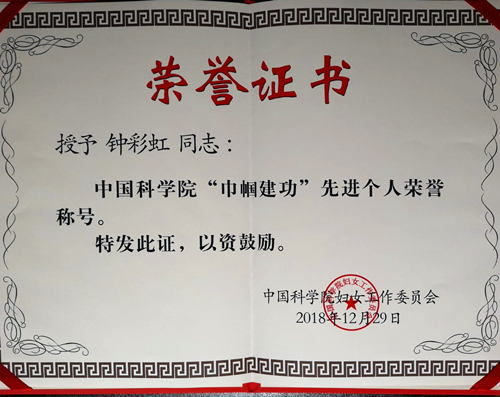 荣誉证书
授予 钟彩虹 同志：
中国科学院“巾帼建功”先进个人荣誉
称号。
特发此证，以资鼓励。
中国科学院妇女工作委员会
2018年12月29日